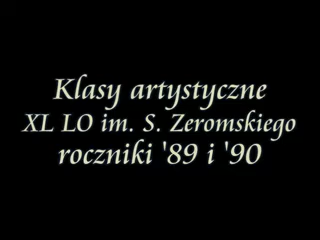 Klasy artystyczne
XL LO im. S. Zeromskiego
roczniki '89 i '90